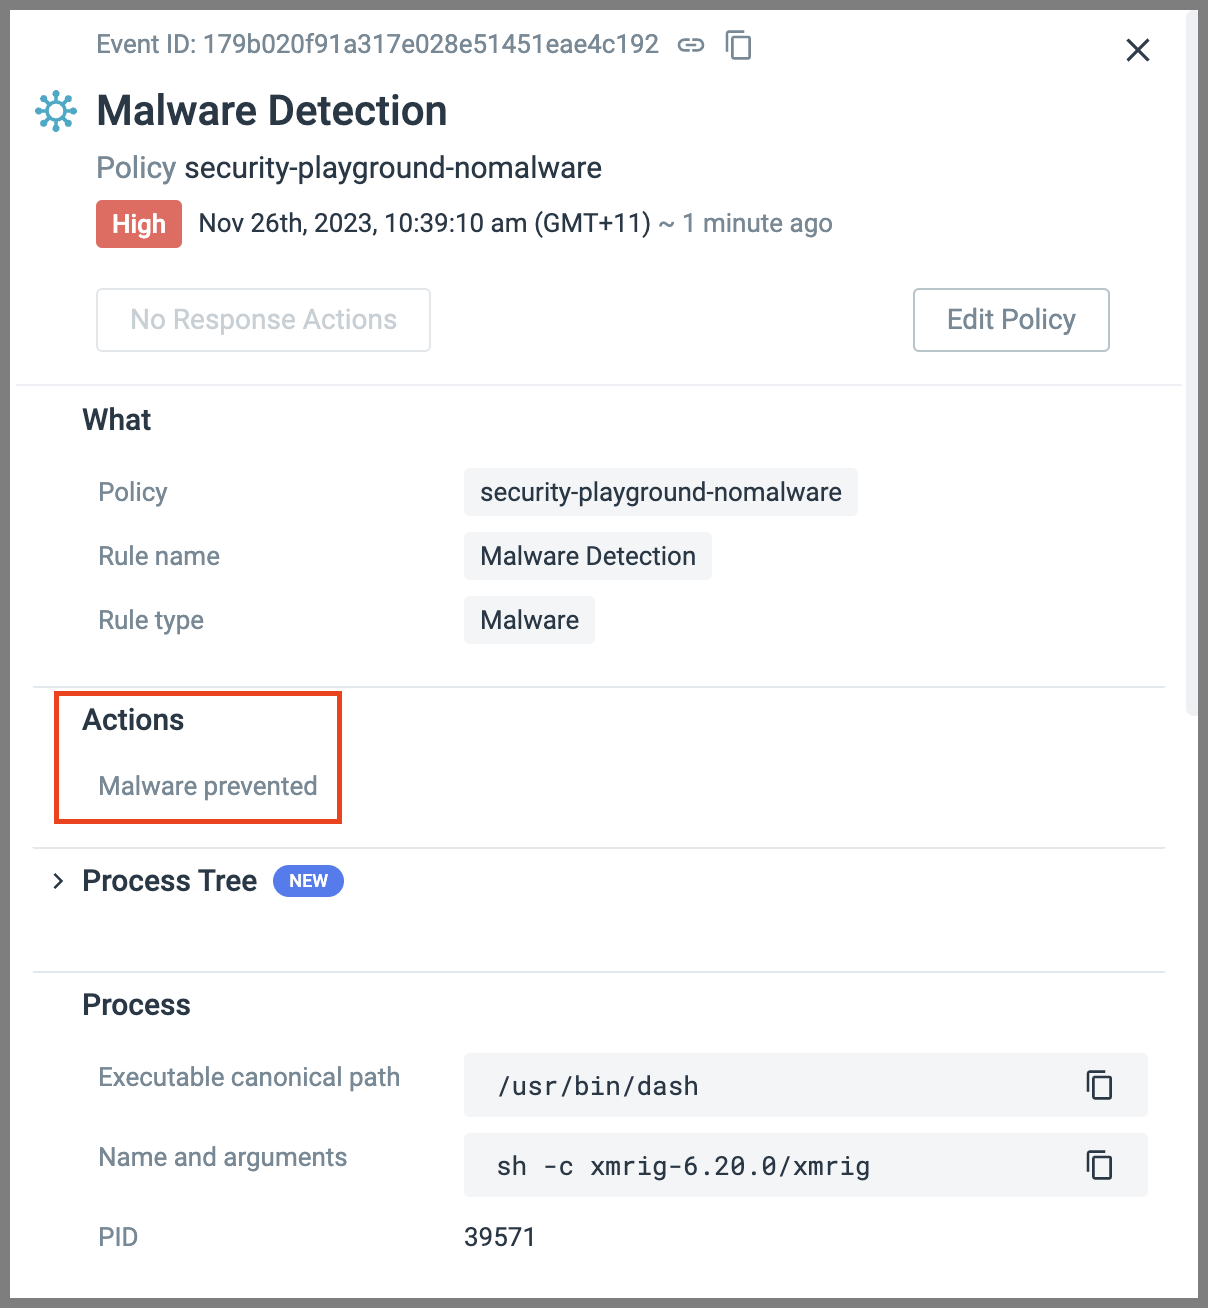 Event ID: 179b020f91a317e028e51451eae4c192
Malware Detection
Policy security-playground-nomalware
High Nov 26th, 2023, 10:39:10 am (GMT+11) ~ 1 minute ago
No Response Actions Edit Policy
What
Policy security-playground-nomalware
Rule name Malware Detection
Rule type Malware
Actions
Malware prevented
Process Tree NEW
Process
Executable canonical path /usr/bin/dash
Name and arguments sh -c xmrig-6.20.0/xmrig
PID 39571